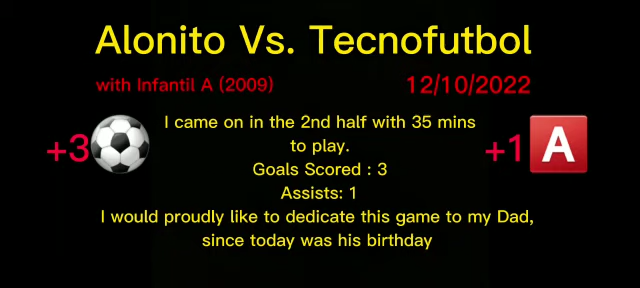 Alonito Vs. Tecnofutbol
with Infantil A (2009) 12/10/2022
I came on in the 2nd half with 35 mins
to play.
+3 +1 A
Goals Scored : 3
Assists: 1
I would proudly like to dedicate this game to my Dad,
since today was his birthday